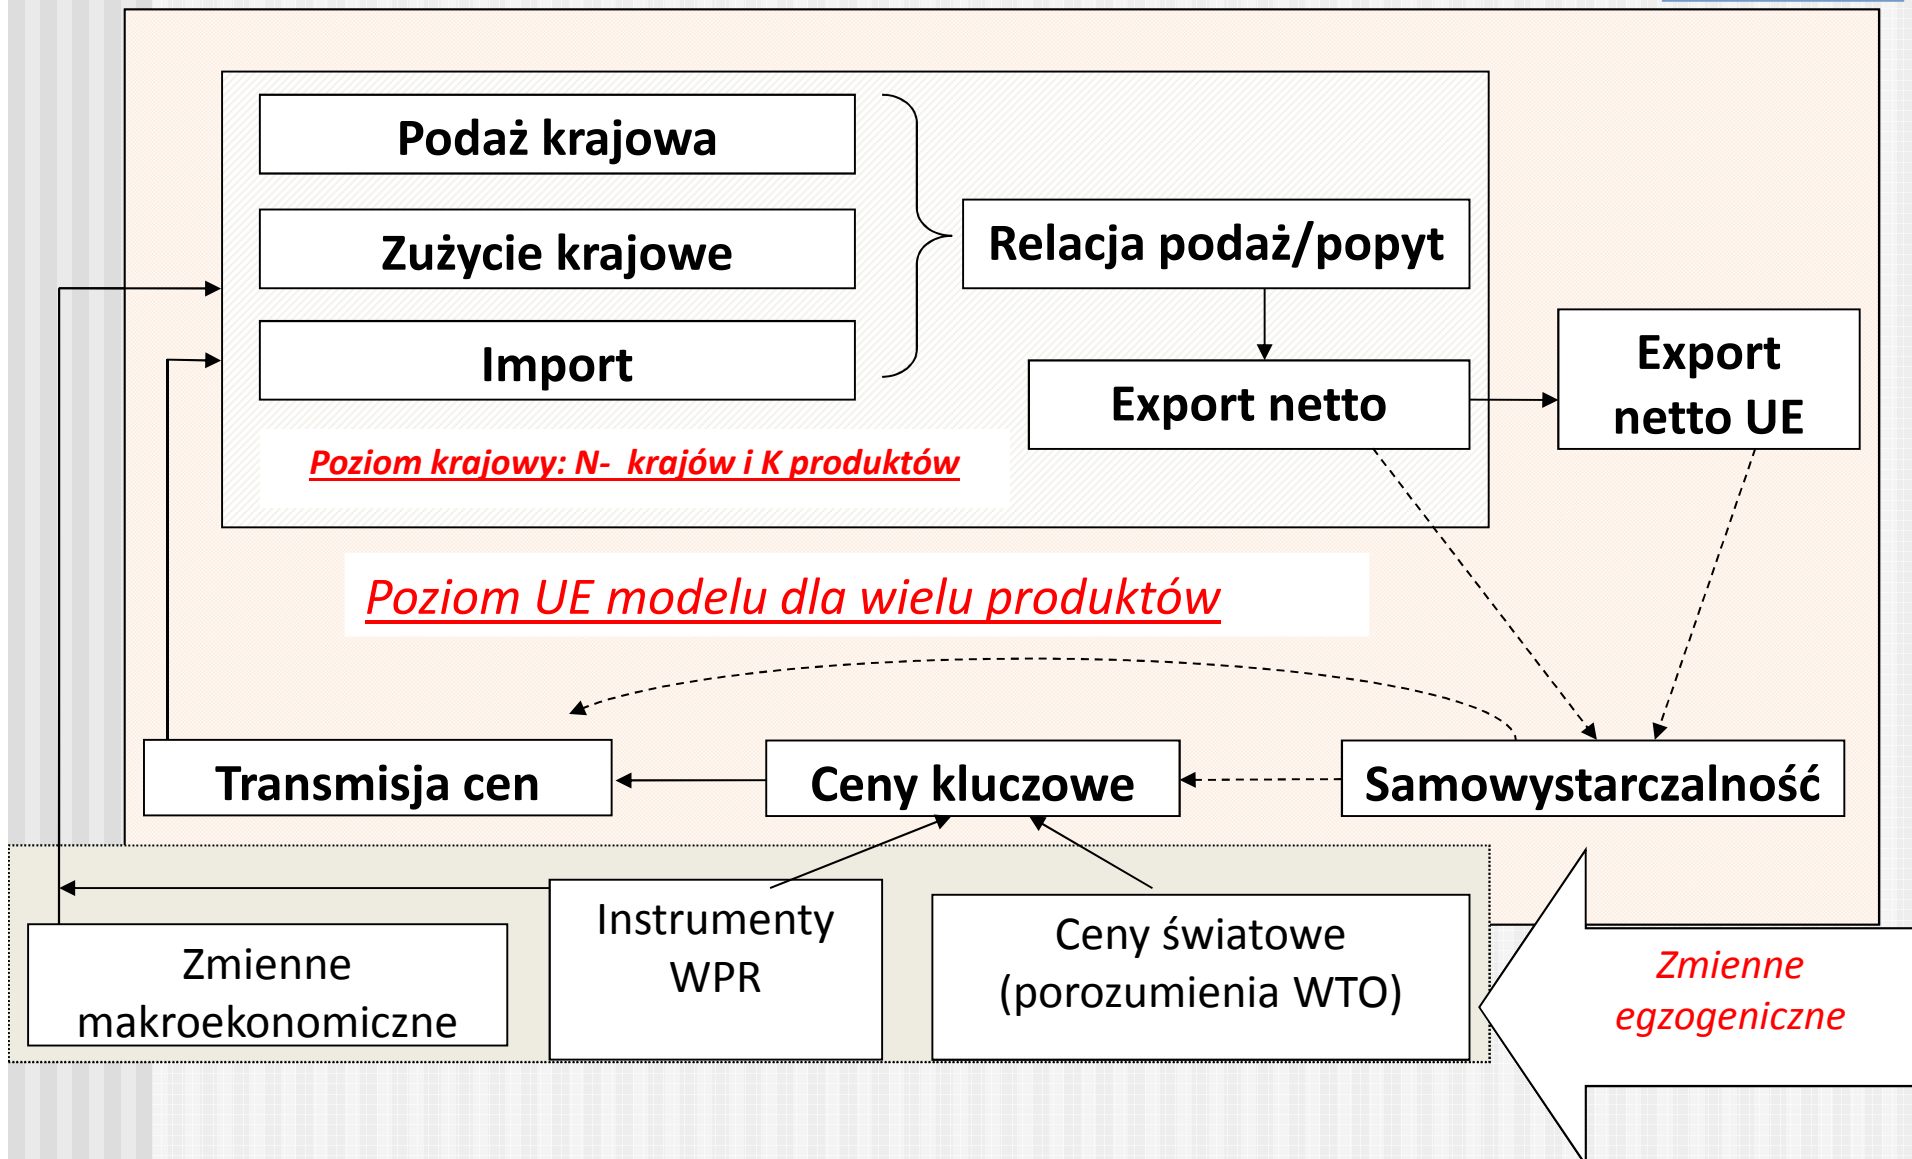 Podaż krajowa
Zużycie krajowe
Import
Relacja podaż/popyt
Export netto
Export
netto UE
Poziom krajowy: N- krajów i K produktów
Poziom UE modelu dla wielu produktów
Transmisja cen
Ceny kluczowe
Samowystarczalność
Zmienne
makroekonomiczne
Instrumenty
WPR
Ceny światowe
(porozumienia WTO)
Zmienne
egzogeniczne